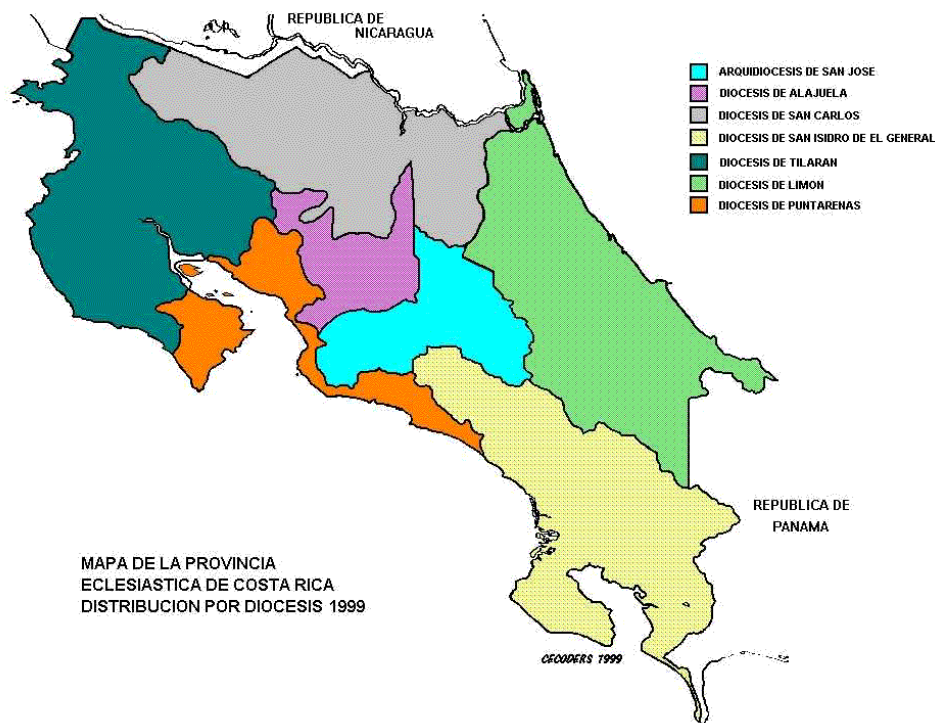 REPUBLICA DE
NICARAGUA
ARQUIDIOCESIS DE SAN JOSE
DIOCESIS DE ALAJUELA
DIOCESIS DE SAN CARLOS
DIOCESIS DE SAN ISIDRO DE EL GENERAL
DIOCESIS DE TILARAN
DIOCESIS DE LIMON
DIOCESIS DE PUNTARENAS
REPUBLICA DE
PANAMA
MAPA DE LA PROVINCIA
ECLESIASTICA DE COSTA RICA
DISTRIBUCION POR DIOCESIS 1999
CECODERS 1999